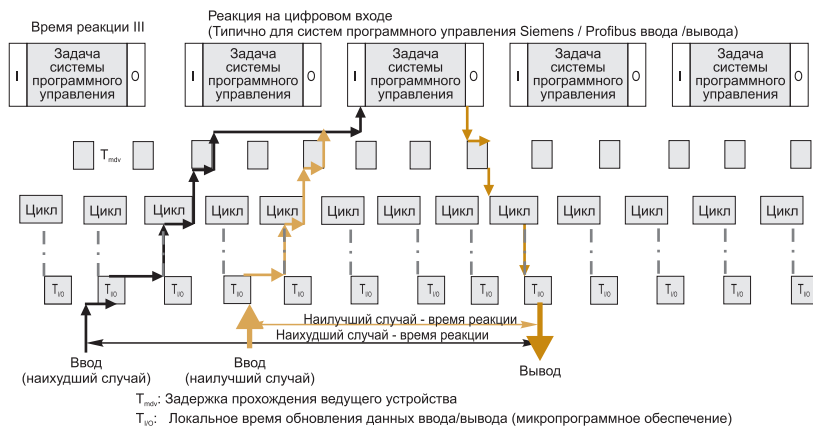 Время реакции III
Реакция на цифровом входе
(Типично для систем программного управления Siemens / Profibus ввода /вывода)
I Задача системы программного управления O
I Задача системы программного управления O
I Задача системы программного управления O
I Задача системы программного управления O
I Задача системы программного управления O
Tmdv
Цикл Цикл Цикл Цикл Цикл Цикл Цикл Цикл Цикл Цикл Цикл Цикл
TI/O TI/O TI/O TI/O TI/O TI/O TI/O TI/O TI/O TI/O TI/O TI/O
Наилучший случай - время реакции
Наихудший случай - время реакции
Ввод
(наихудший случай)
Ввод
(наилучший случай)
Вывод
Tmdv: Задержка прохождения ведущего устройства
TI/O: Локальное время обновления данных ввода/вывода (микропрограммное обеспечение)